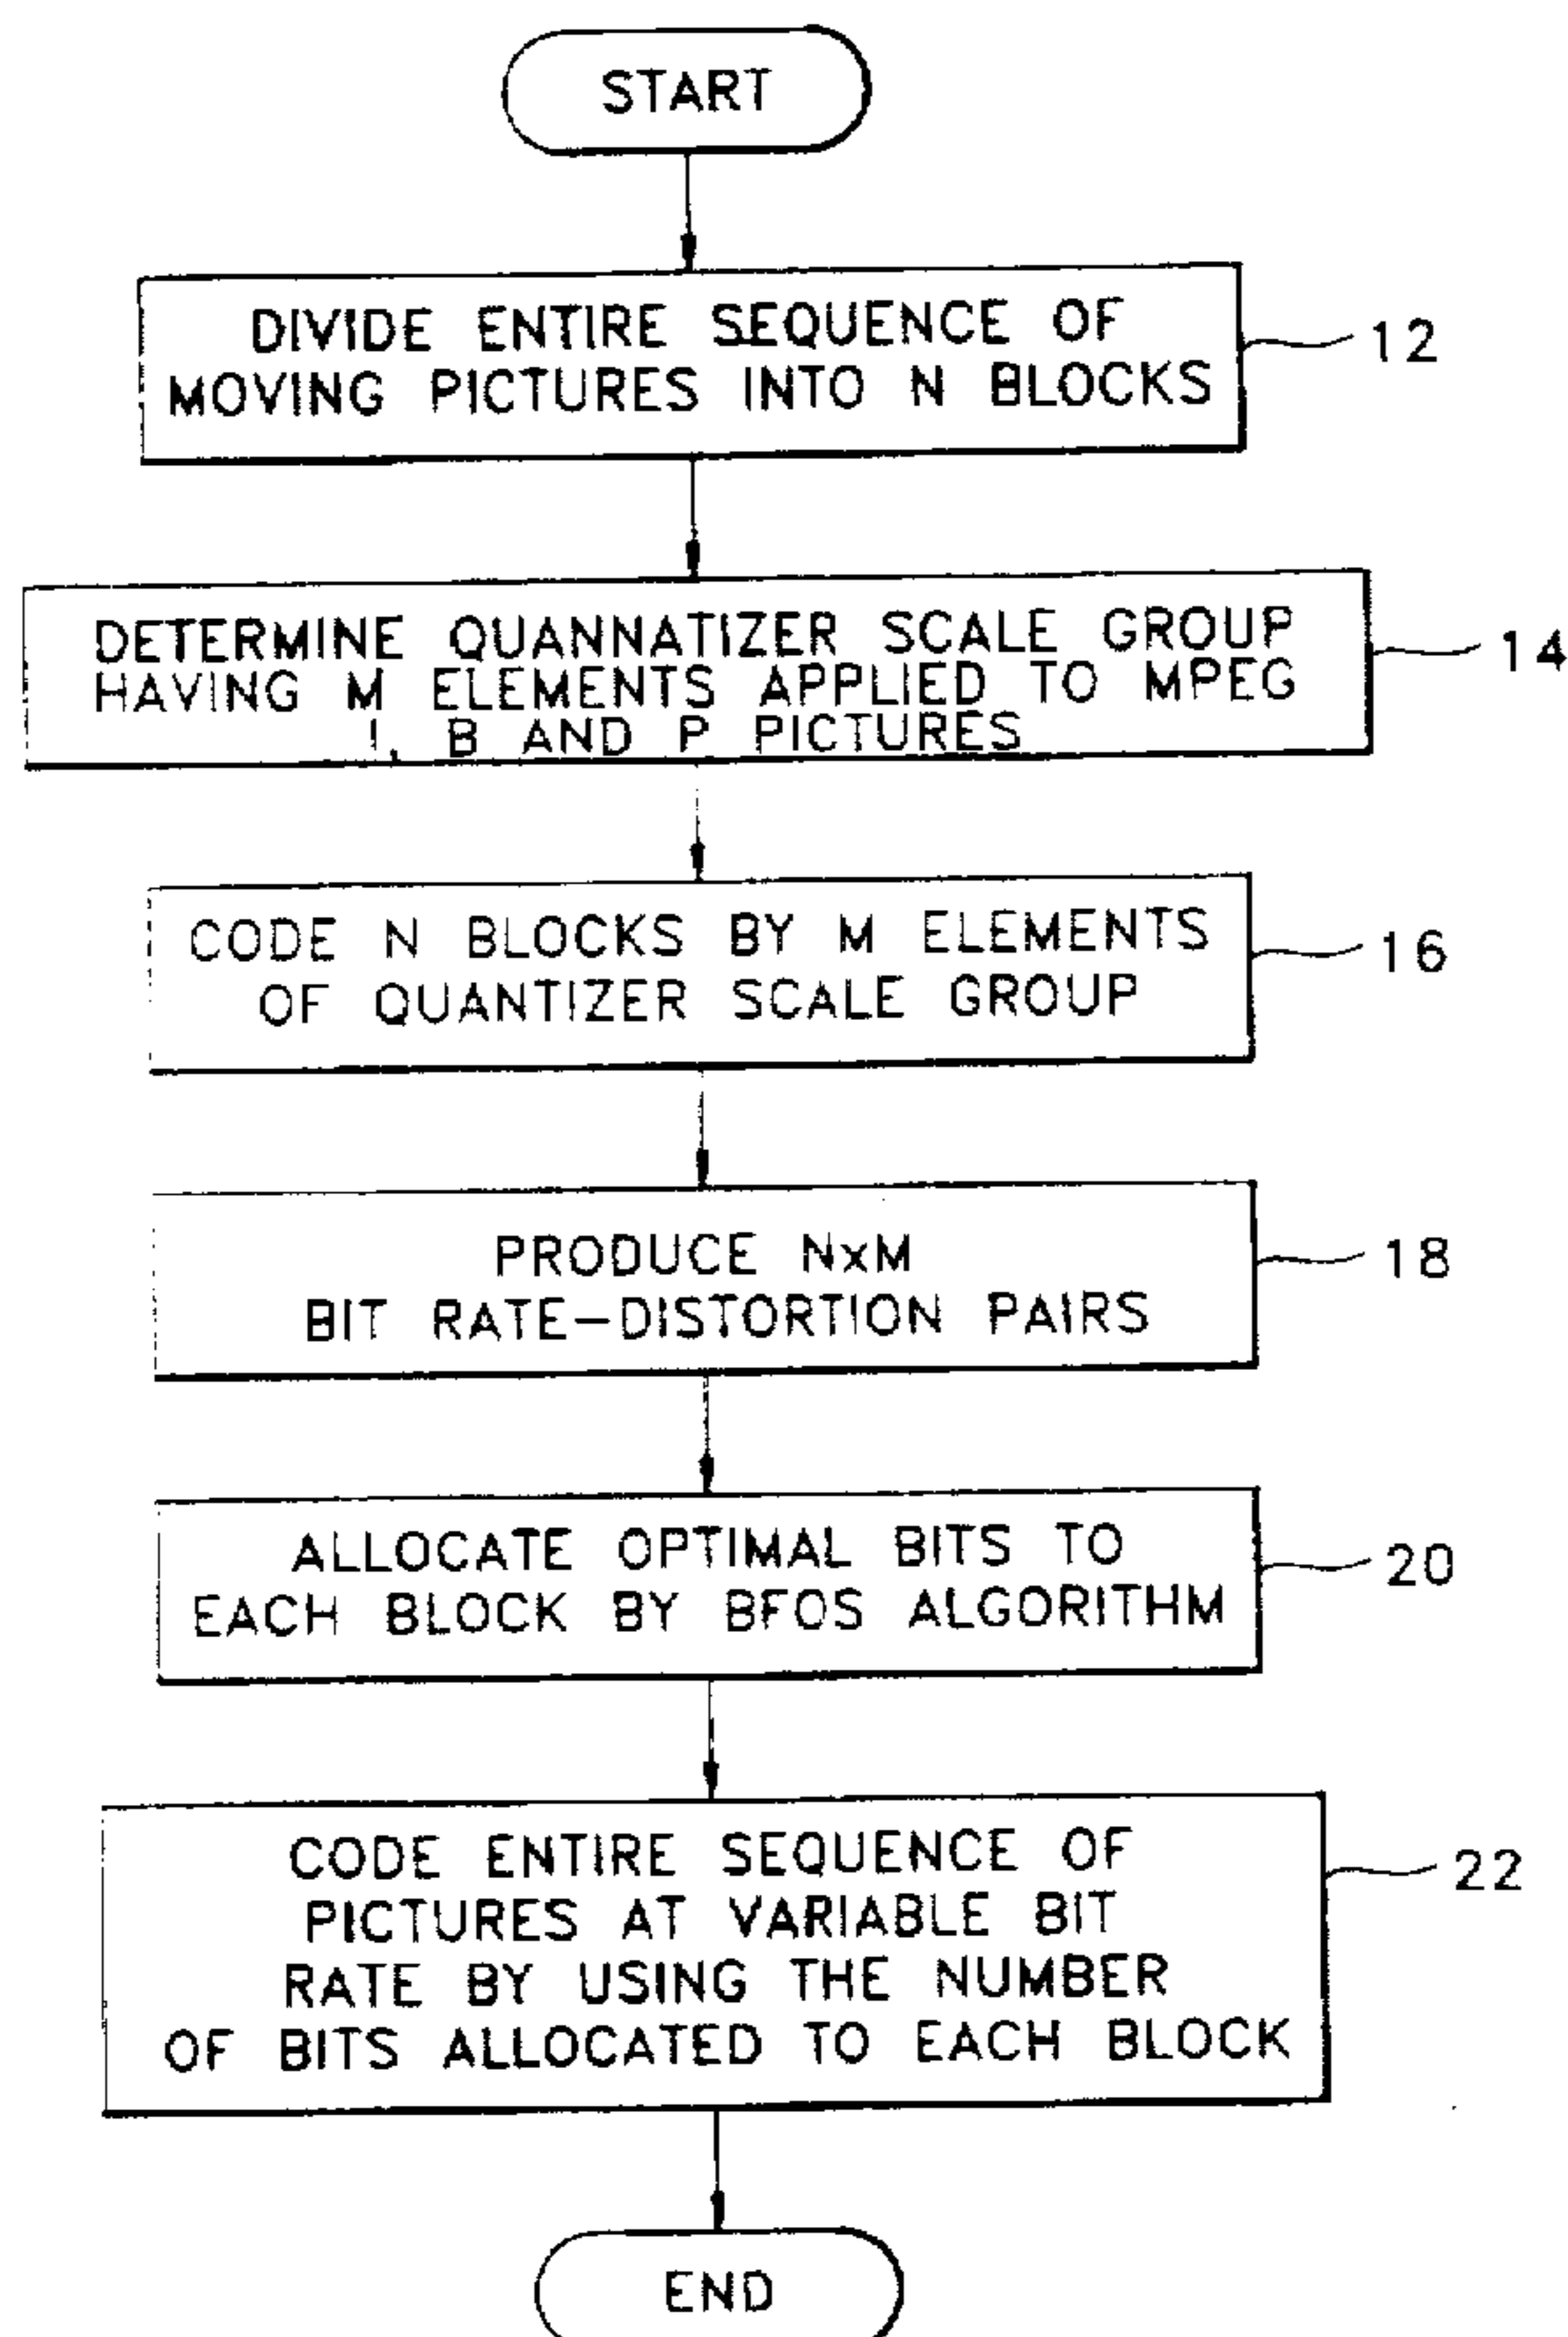 START
DIVIDE ENTIRE SEQUENCE OF
MOVING PICTURES INTO N BLOCKS
12
DETERMINE QUANNATIZER SCALE GROUP
HAVING M ELEMENTS APPLIED TO MPEG
I, B AND P PICTURES
14
CODE N BLOCKS BY M ELEMENTS
OF QUANTIZER SCALE GROUP
16
PRODUCE NxM
BIT RATE-DISTORTION PAIRS
18
ALLOCATE OPTIMAL BITS TO
EACH BLOCK BY BFOS ALGORITHM
20
CODE ENTIRE SEQUENCE OF
PICTURES AT VARIABLE BIT
RATE BY USING THE NUMBER
OF BITS ALLOCATED TO EACH BLOCK
22
END